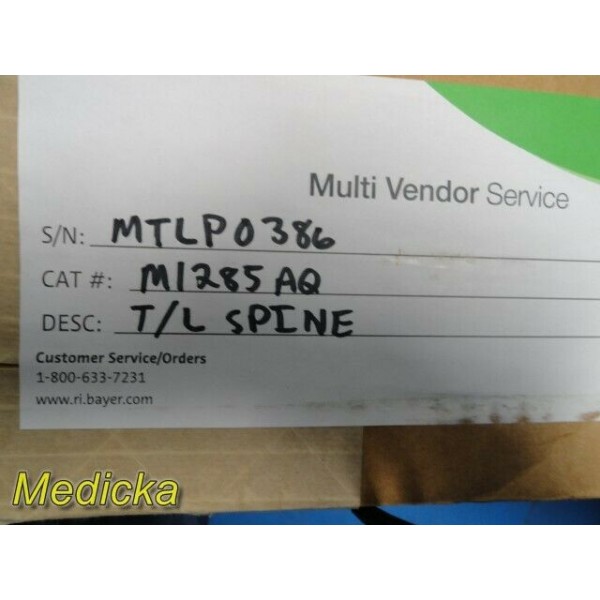 Multi Vendor Service
S/N: MTLP0386
CAT #: M1285AQ
DESC: T/L SPINE
Customer Service/Orders
1-800-633-7231
www.ri.bayer.com
Medicka